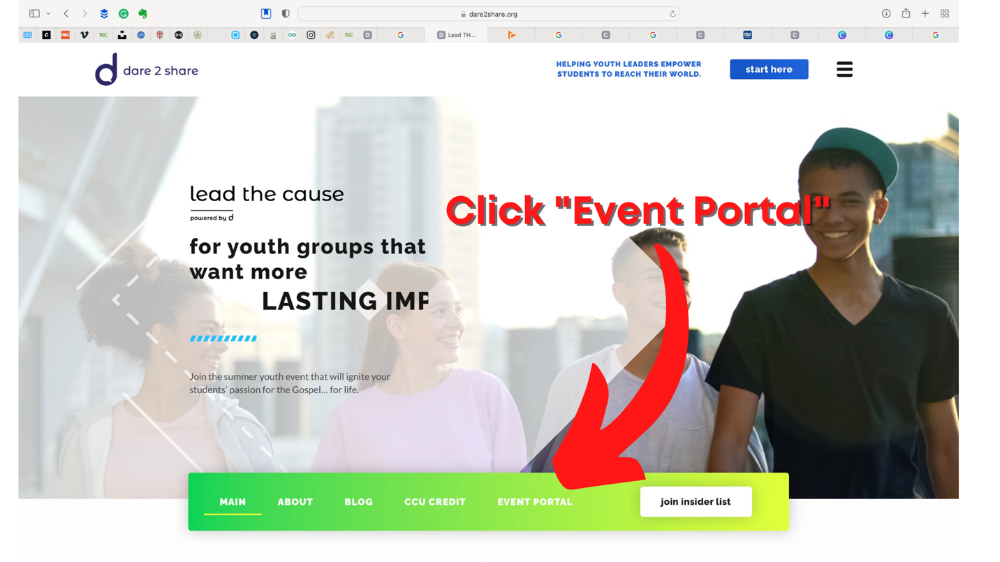 dare2share.org
Lead TH...
dare 2 share
HELPING YOUTH LEADERS EMPOWER
STUDENTS TO REACH THEIR WORLD.
start here
lead the cause
powered by d
Click "Event Portal"
for youth groups that
want more
LASTING IMP
Join the summer youth event that will ignite your
students' passion for the Gospel... for life.
MAIN
ABOUT
BLOG
CCU CREDIT
EVENT PORTAL
join insider list